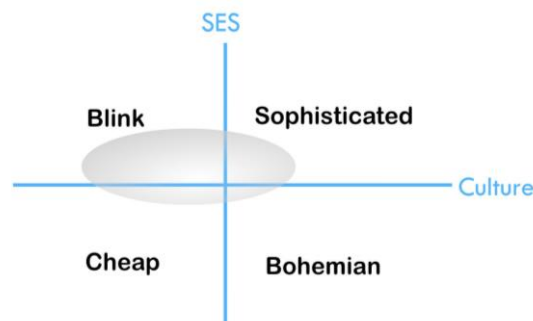 SES
Blink
Sophisticated
Culture
Cheap
Bohemian